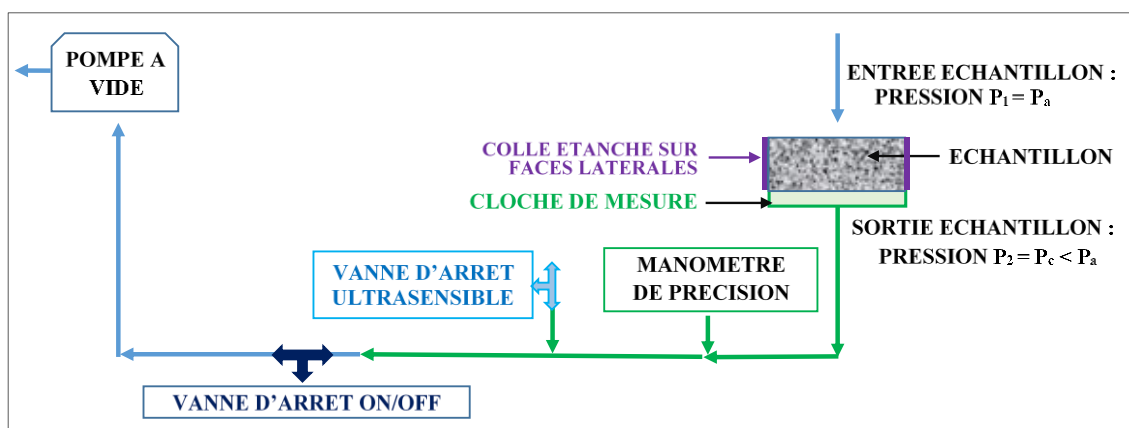 POMPE A
VIDE
ENTREE ECHANTILLON :
PRESSION P₁ = Pₐ
COLLE ETANCHE SUR
FACES LATERALES
ECHANTILLON
CLOCHE DE MESURE
SORTIE ECHANTILLON :
PRESSION P₂ = P꜀ < Pₐ
VANNE D’ARRET
ULTRASENSIBLE
MANOMETRE
DE PRECISION
VANNE D’ARRET ON/OFF